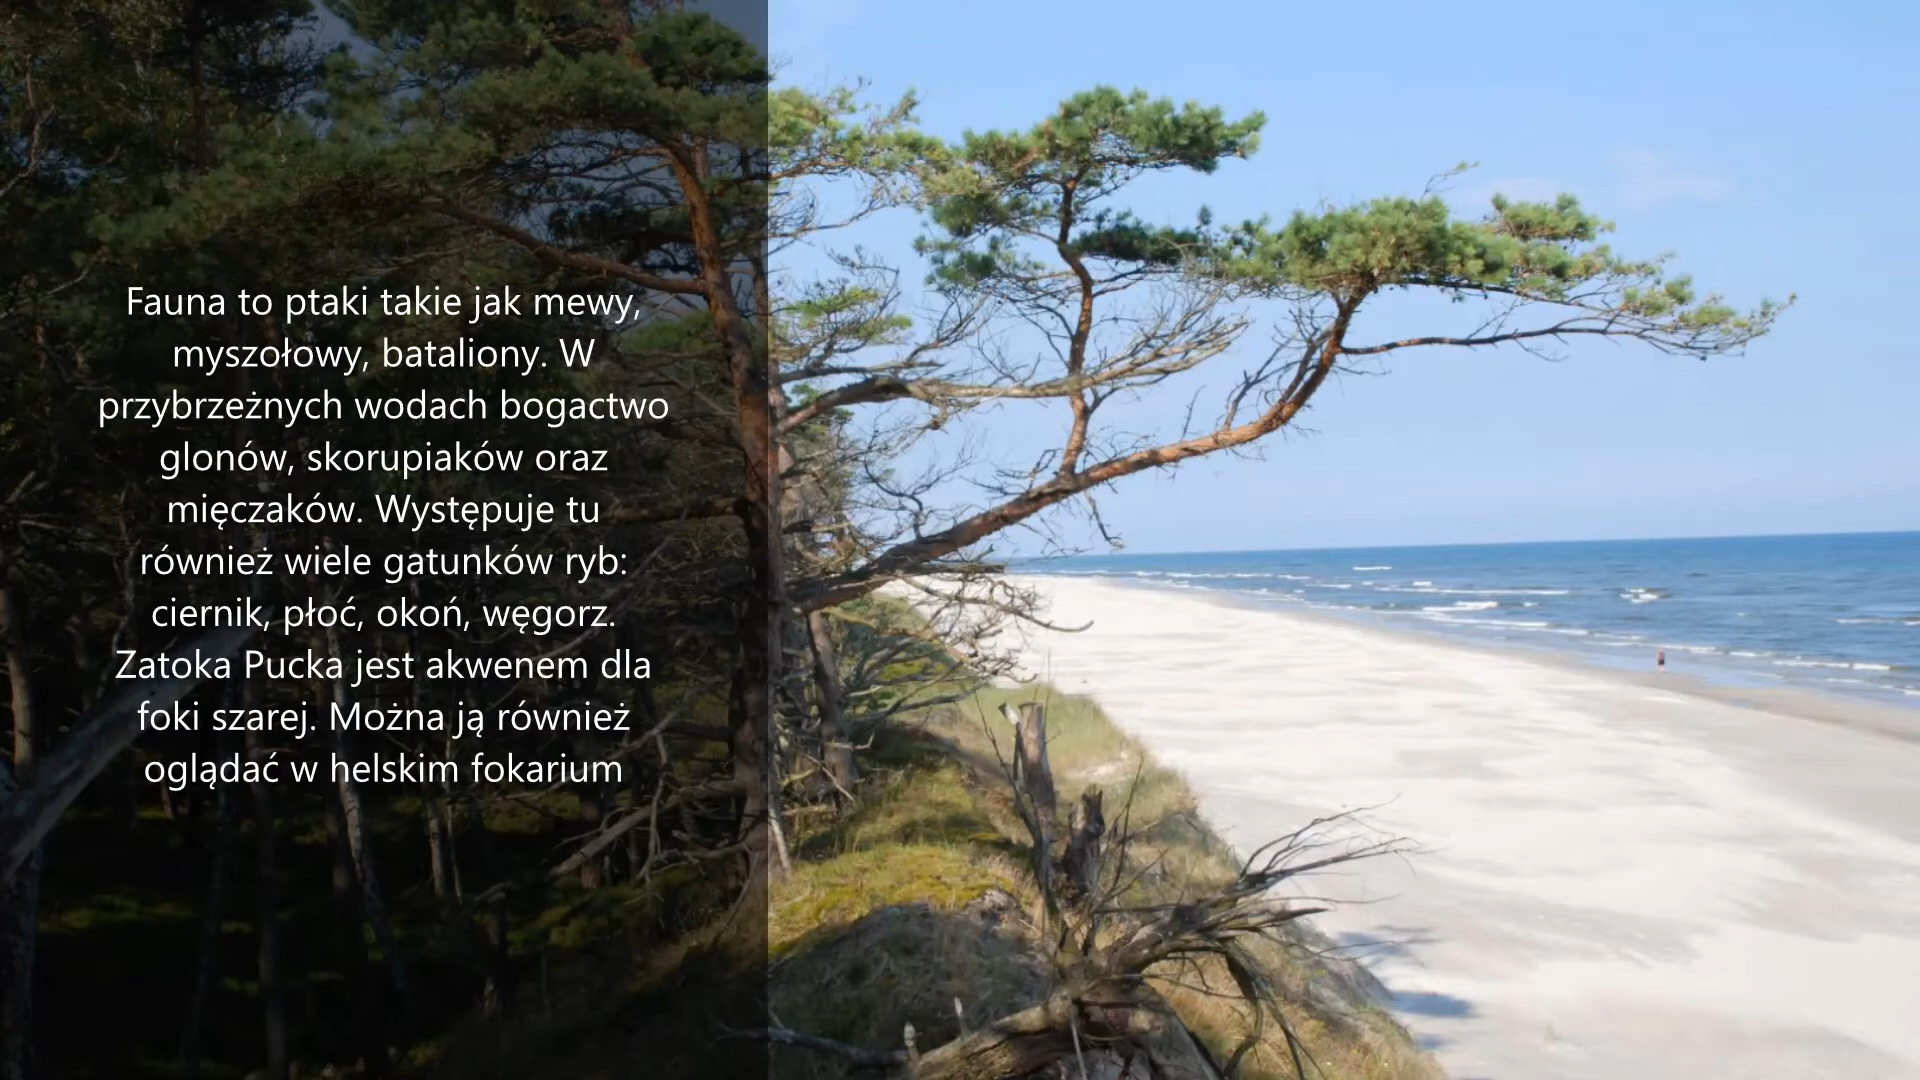 Fauna to ptaki takie jak mewy,
myszołowy, bataliony. W
przybrzeżnych wodach bogactwo
glonów, skorupiaków oraz
mięczaków. Występuje tu
również wiele gatunków ryb:
ciernik, płoć, okoń, węgorz.
Zatoka Pucka jest akwenem dla
foki szarej. Można ją również
oglądać w helskim fokarium